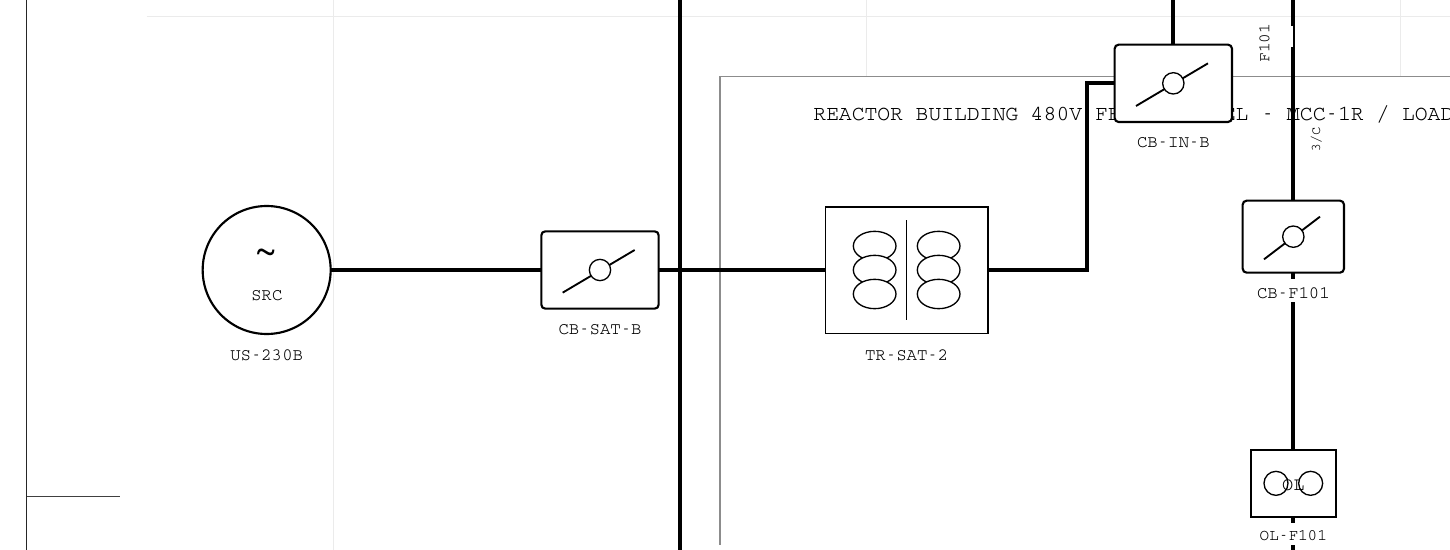 F101
REACTOR BUILDING 480V - MCC-1R / LOAD
3/C
CB-IN-B
~
SRC
US-230B
CB-SAT-B
TR-SAT-2
CB-F101
OL
OL-F101